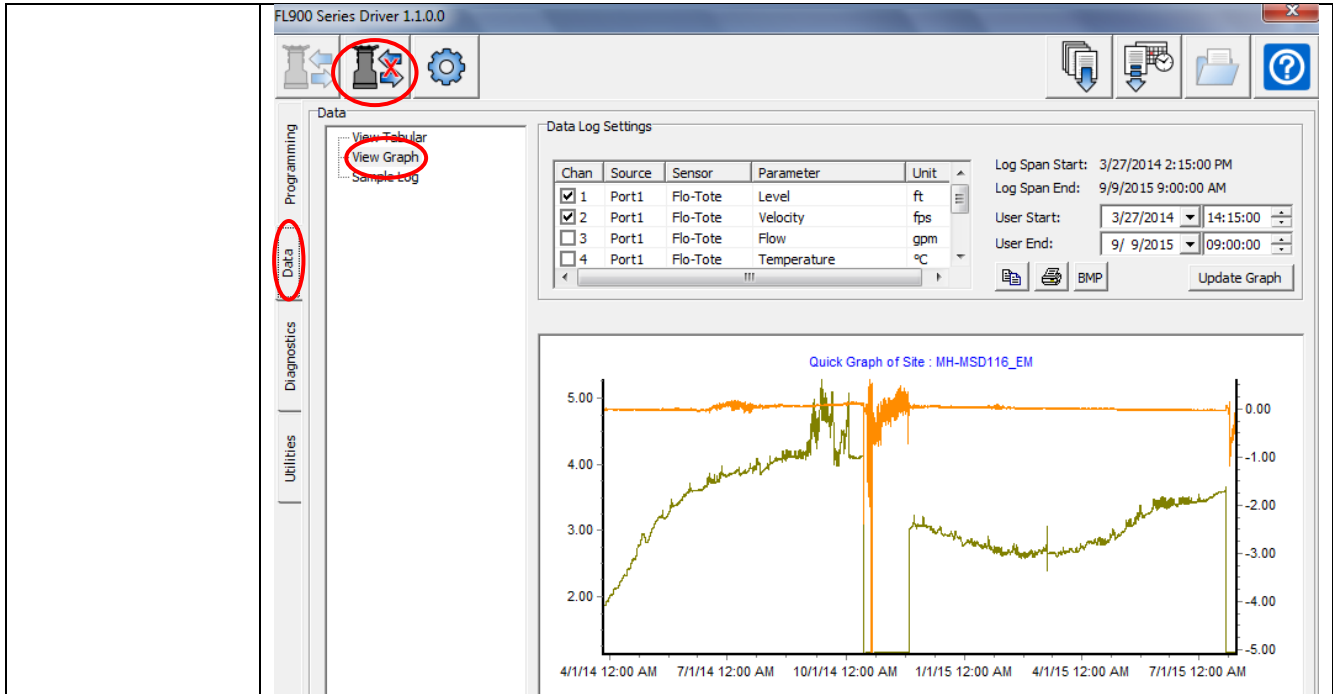 FL900 Series Driver 1.1.0.0
Programming
Data
Diagnostics
Utilities
Data
View Tabular
View Graph
Sample Log
Data Log Settings
Chan Source Sensor Parameter Unit
1 Port1 Flo-Tote Level ft
2 Port1 Flo-Tote Velocity fps
3 Port1 Flo-Tote Flow gpm
4 Port1 Flo-Tote Temperature ºC
Log Span Start: 3/27/2014 2:15:00 PM
Log Span End: 9/9/2015 9:00:00 AM
User Start: 3/27/2014 14:15:00
User End: 9/ 9/2015 09:00:00
BMP Update Graph
Quick Graph of Site : MH-MSD116_EM
5.00
4.00
3.00
2.00
0.00
-1.00
-2.00
-3.00
-4.00
-5.00
4/1/14 12:00 AM 7/1/14 12:00 AM 10/1/14 12:00 AM 1/1/15 12:00 AM 4/1/15 12:00 AM 7/1/15 12:00 AM